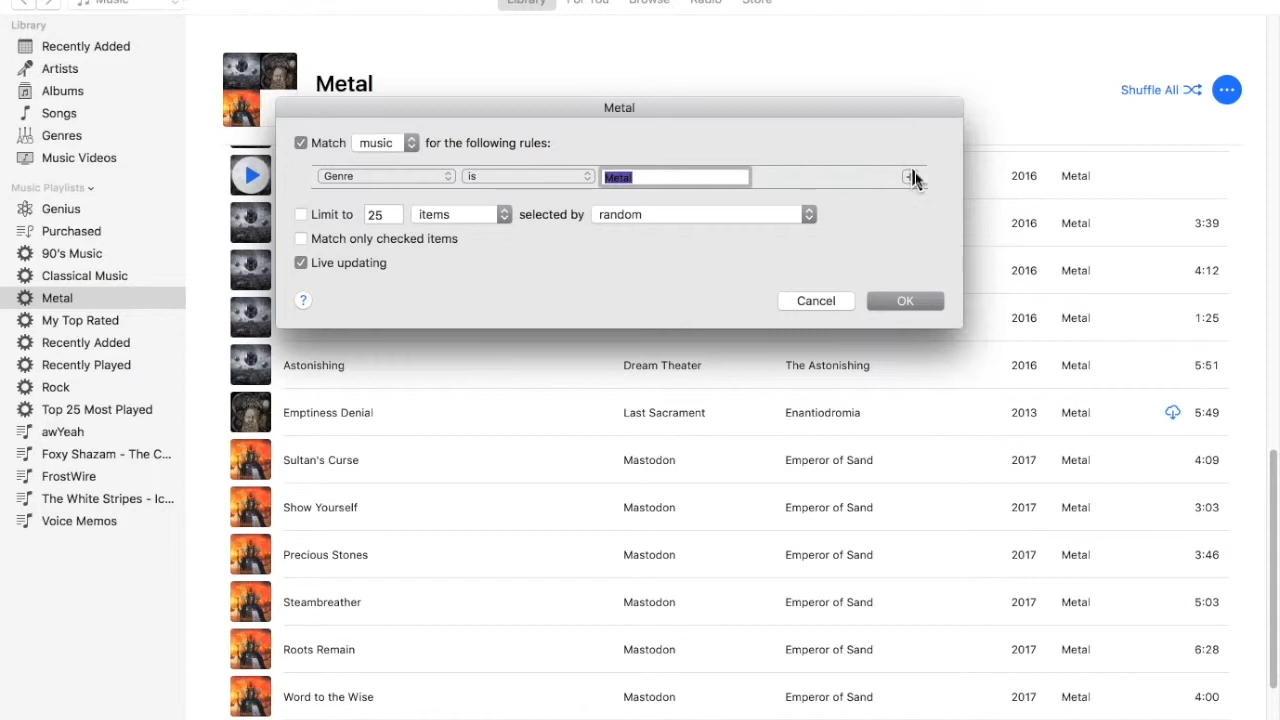 Music Library For You Browse Radio Store
Library
Recently Added
Artists
Albums
Songs
Genres
Music Videos
Music Playlists
Genius
Purchased
90's Music
Classical Music
Metal
My Top Rated
Recently Added
Recently Played
Rock
Top 25 Most Played
awYeah
Foxy Shazam - The C...
FrostWire
The White Stripes - Ic...
Voice Memos
Metal
Shuffle All
Metal
Match music for the following rules:
Genre is Metal
Limit to 25 items selected by random
Match only checked items
Live updating
? Cancel OK
2016 Metal
2016 Metal 3:39
2016 Metal 4:12
2016 Metal 1:25
Astonishing Dream Theater The Astonishing 2016 Metal 5:51
Emptiness Denial Last Sacrament Enantiodromia 2013 Metal 5:49
Sultan's Curse Mastodon Emperor of Sand 2017 Metal 4:09
Show Yourself Mastodon Emperor of Sand 2017 Metal 3:03
Precious Stones Mastodon Emperor of Sand 2017 Metal 3:46
Steambreather Mastodon Emperor of Sand 2017 Metal 5:03
Roots Remain Mastodon Emperor of Sand 2017 Metal 6:28
Word to the Wise Mastodon Emperor of Sand 2017 Metal 4:00